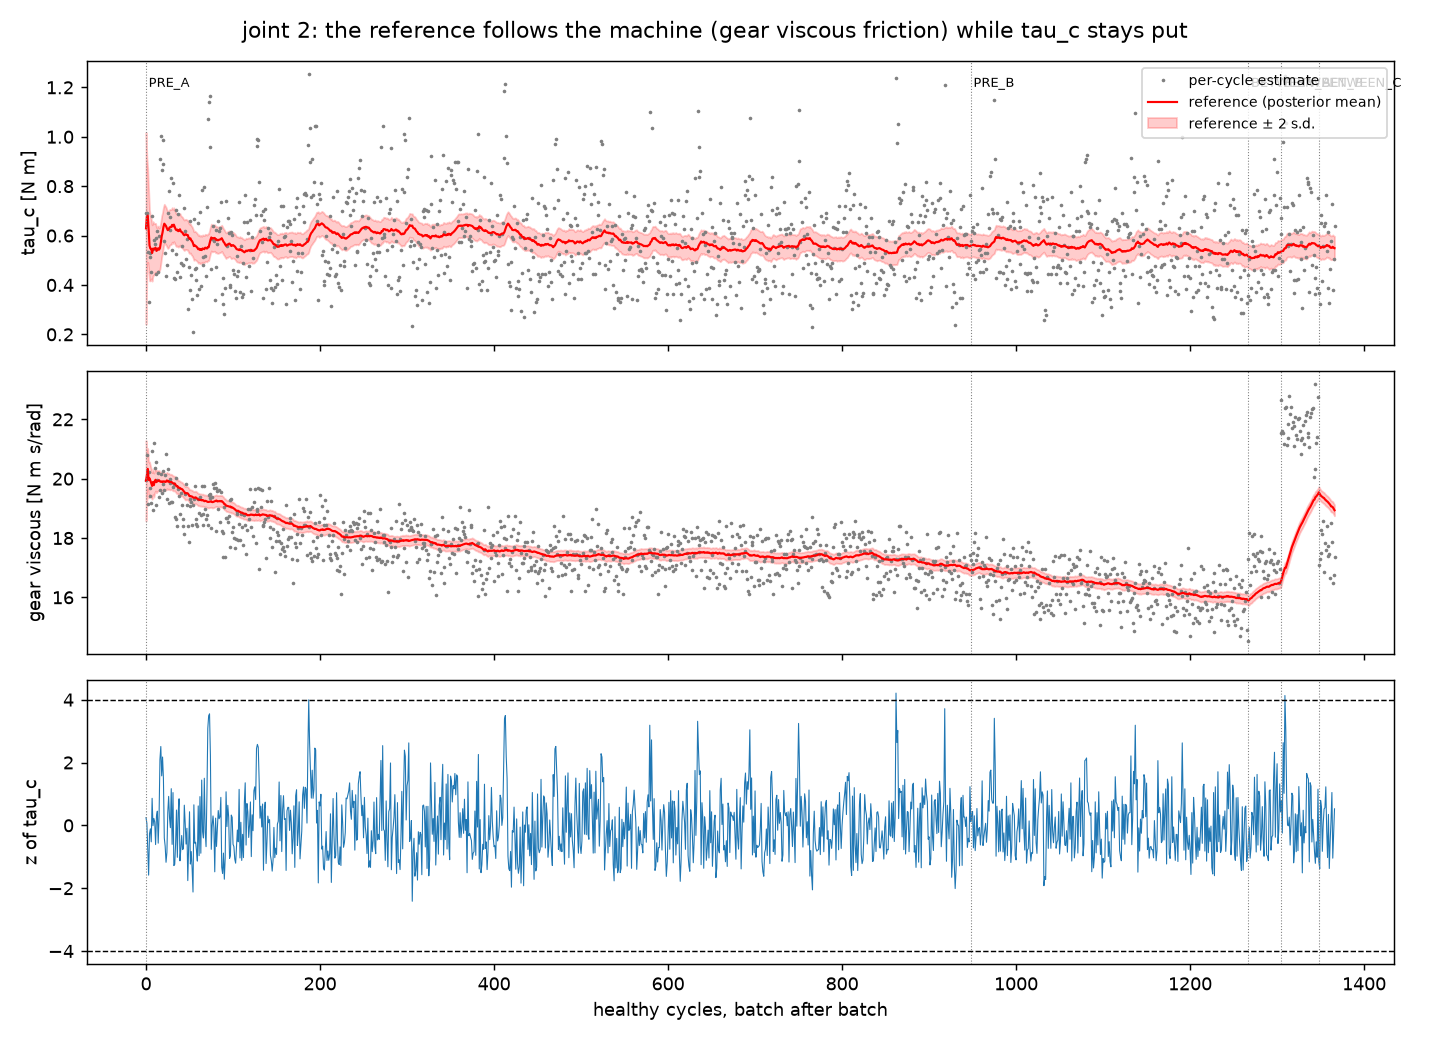 joint 2: the reference follows the machine (gear viscous friction) while tau_c stays put
tau_c [N m]
1.2
1.0
0.8
0.6
0.4
0.2
PRE_A
PRE_B
per-cycle estimate
reference (posterior mean)
reference ± 2 s.d.
gear viscous [N m s/rad]
22
20
18
16
z of tau_c
4
2
0
−2
−4
0
200
400
600
800
1000
1200
1400
healthy cycles, batch after batch